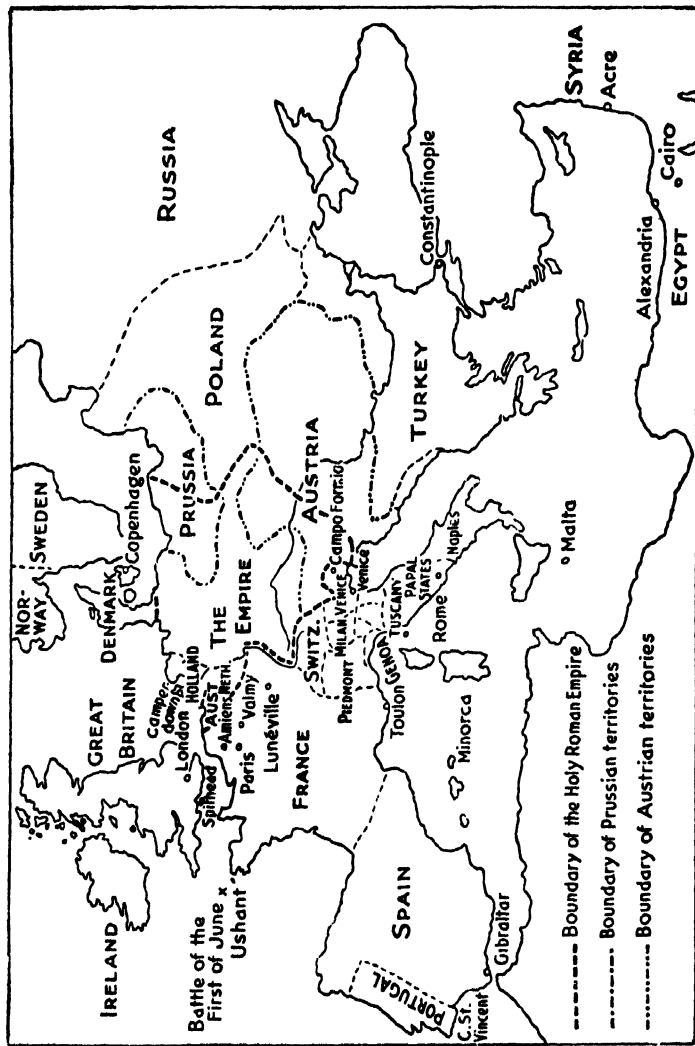 NOR-
WAY
SWEDEN
RUSSIA
DENMARK
Copenhagen
GREAT
BRITAIN
IRELAND
Camper-
down
HOLLAND
London
Spithead
PRUSSIA
POLAND
THE
EMPIRE
AUST.
NETH.
Amiens
Battle of the
First of June x
Ushant
Paris
Valmy
Lunéville
FRANCE
SWITZ.
AUSTRIA
Campo Formio
PIEDMONT
MILAN
VENICE
Venice
GENOA
TUSCANY
PAPAL
STATES
Rome
Naples
TURKEY
Constantinople
Toulon
Minorca
Malta
SPAIN
PORTUGAL
C. St.
Vincent
Gibraltar
SYRIA
Acre
Cairo
Alexandria
EGYPT
Boundary of the Holy Roman Empire
Boundary of Prussian territories
Boundary of Austrian territories